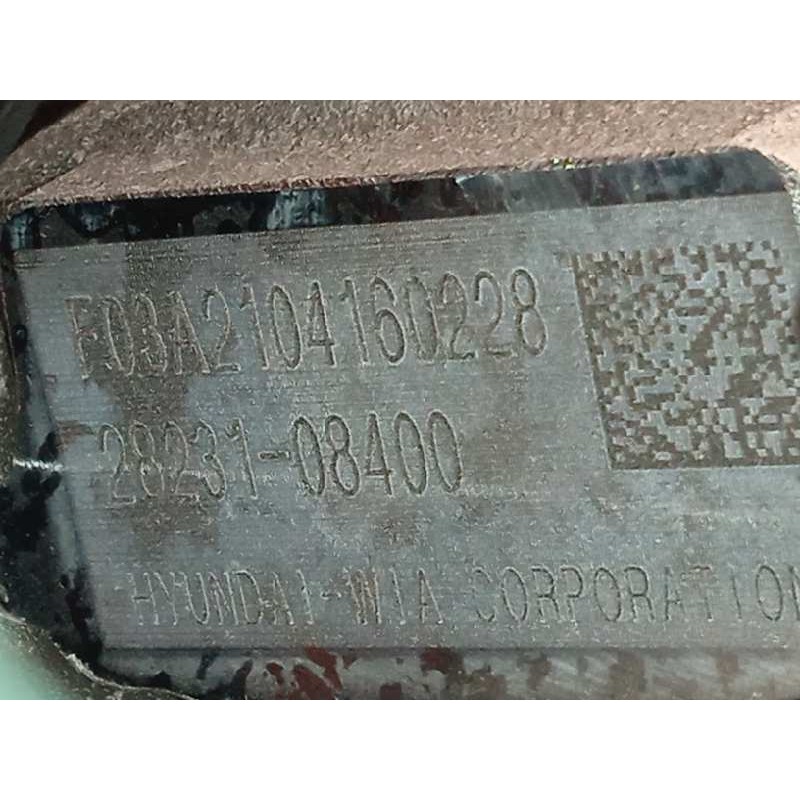 F03A2104160228
28231-08400
HYUNDAI-WIA CORPORATION